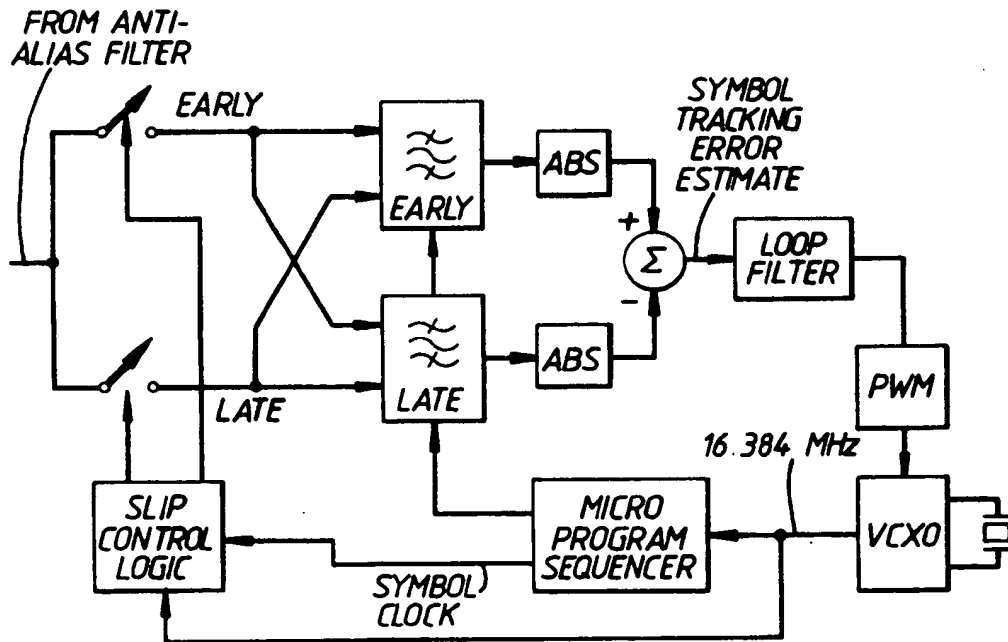 FROM ANTI-
ALIAS FILTER
EARLY
EARLY
ABS
SYMBOL
TRACKING
ERROR
ESTIMATE
+
Σ
-
LOOP
FILTER
LATE
LATE
ABS
PWM
16.384 MHz
SLIP
CONTROL
LOGIC
SYMBOL
CLOCK
MICRO
PROGRAM
SEQUENCER
VCXO